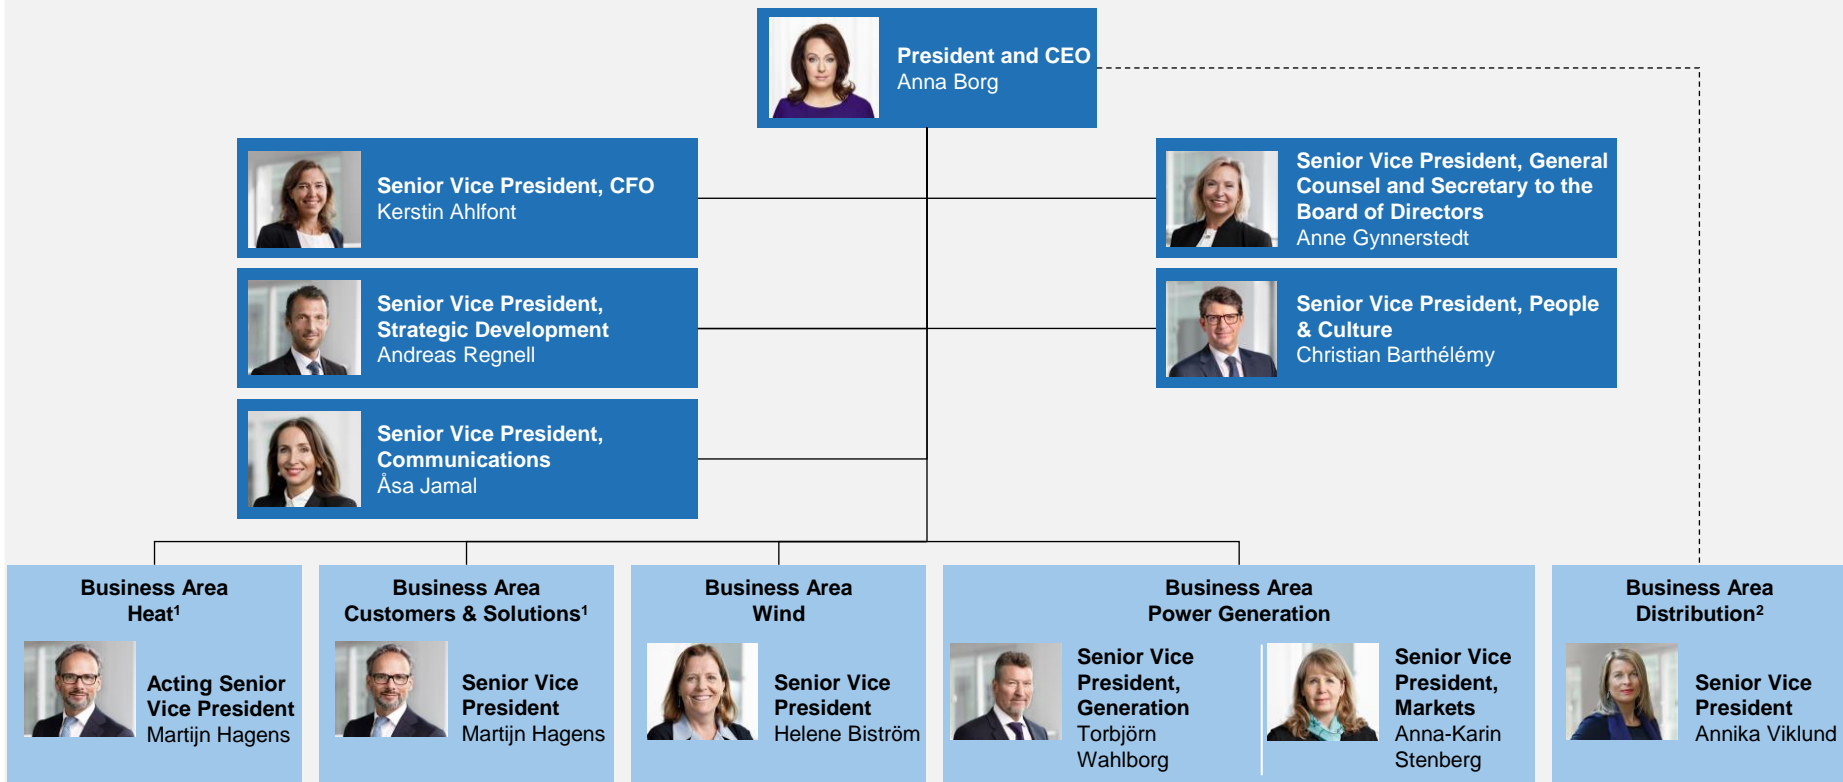 President and CEO
Anna Borg
Senior Vice President, CFO
Kerstin Ahlfont
Senior Vice President, General
Counsel and Secretary to the
Board of Directors
Anne Gynnerstedt
Senior Vice President,
Strategic Development
Andreas Regnell
Senior Vice President, People
& Culture
Christian Barthélémy
Senior Vice President,
Communications
Åsa Jamal
Business Area
Heat¹
Acting Senior
Vice President
Martijn Hagens
Business Area
Customers & Solutions¹
Senior Vice
President
Martijn Hagens
Business Area
Wind
Senior Vice
President
Helene Biström
Business Area
Power Generation
Senior Vice
President,
Generation
Torbjörn
Wahlborg
Senior Vice
President,
Markets
Anna-Karin
Stenberg
Business Area
Distribution²
Senior Vice
President
Annika Viklund